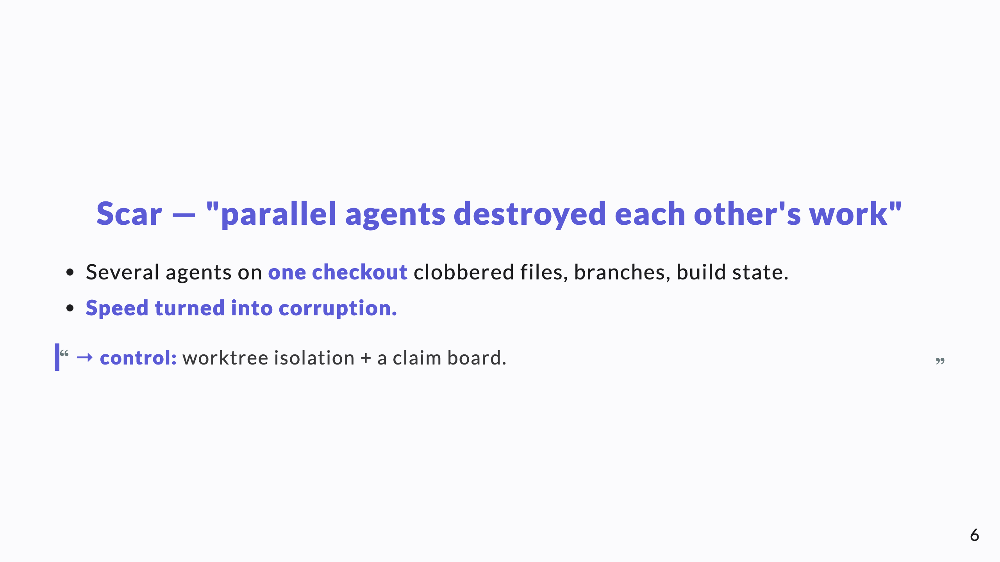 Scar — "parallel agents destroyed each other's work"
• Several agents on one checkout clobbered files, branches, build state.
• Speed turned into corruption.
“ → control: worktree isolation + a claim board. ”
6